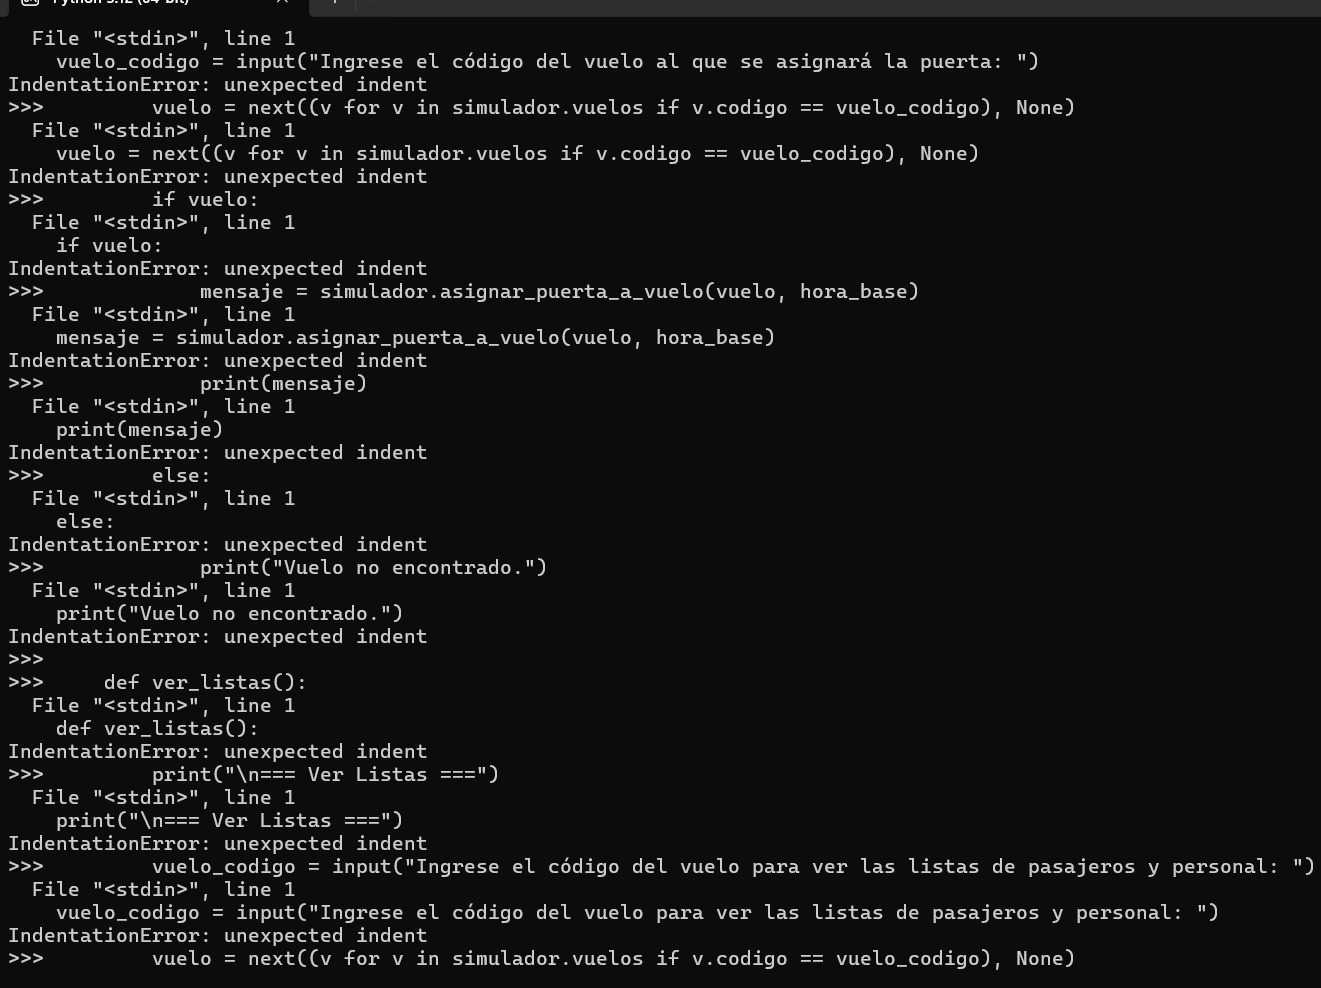 Python 3.12 (64-bit)
  File "<stdin>", line 1
    vuelo_codigo = input("Ingrese el código del vuelo al que se asignará la puerta: ")
IndentationError: unexpected indent
>>>         vuelo = next((v for v in simulador.vuelos if v.codigo == vuelo_codigo), None)
  File "<stdin>", line 1
    vuelo = next((v for v in simulador.vuelos if v.codigo == vuelo_codigo), None)
IndentationError: unexpected indent
>>>         if vuelo:
  File "<stdin>", line 1
    if vuelo:
IndentationError: unexpected indent
>>>             mensaje = simulador.asignar_puerta_a_vuelo(vuelo, hora_base)
  File "<stdin>", line 1
    mensaje = simulador.asignar_puerta_a_vuelo(vuelo, hora_base)
IndentationError: unexpected indent
>>>             print(mensaje)
  File "<stdin>", line 1
    print(mensaje)
IndentationError: unexpected indent
>>>         else:
  File "<stdin>", line 1
    else:
IndentationError: unexpected indent
>>>             print("Vuelo no encontrado.")
  File "<stdin>", line 1
    print("Vuelo no encontrado.")
IndentationError: unexpected indent
>>>
>>>     def ver_listas():
  File "<stdin>", line 1
    def ver_listas():
IndentationError: unexpected indent
>>>         print("\n=== Ver Listas ===")
  File "<stdin>", line 1
    print("\n=== Ver Listas ===")
IndentationError: unexpected indent
>>>         vuelo_codigo = input("Ingrese el código del vuelo para ver las listas de pasajeros y personal: ")
  File "<stdin>", line 1
    vuelo_codigo = input("Ingrese el código del vuelo para ver las listas de pasajeros y personal: ")
IndentationError: unexpected indent
>>>         vuelo = next((v for v in simulador.vuelos if v.codigo == vuelo_codigo), None)